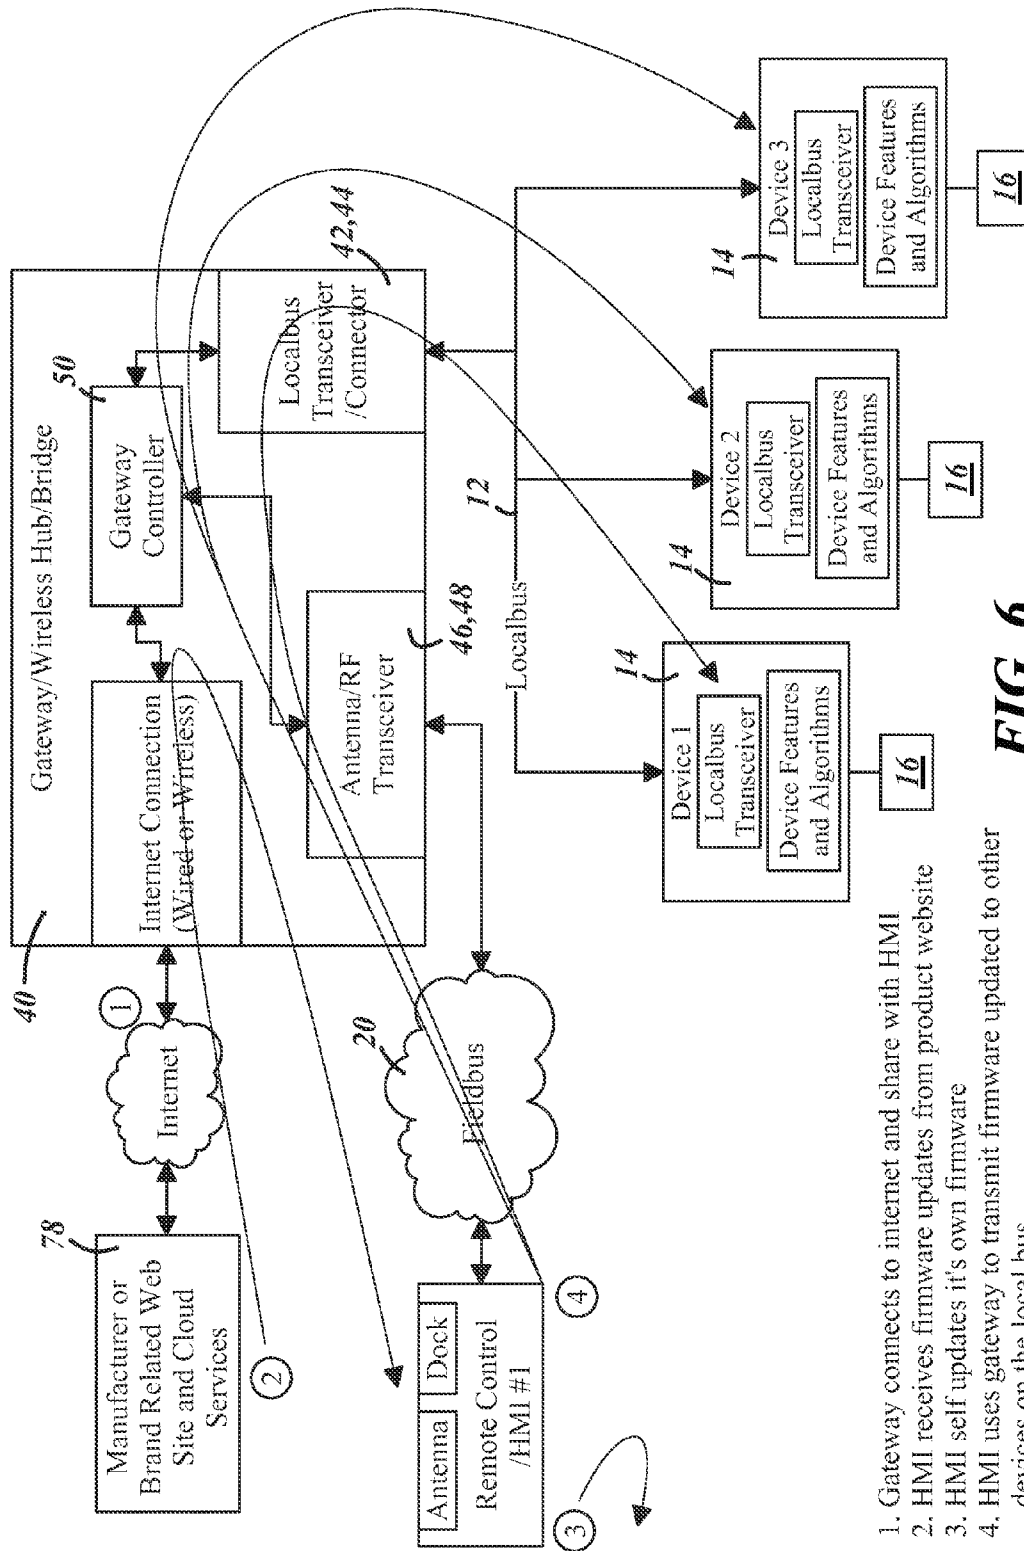 Manufacturer or
Brand Related Web
Site and Cloud
Services
78
2
Internet
1
40
Gateway/Wireless Hub/Bridge
Internet Connection
(Wired or Wireless)
Gateway
Controller
50
Localbus
Transceiver
/Connector
42,44
Antenna/RF
Transceiver
46,48
Antenna
Dock
Remote Control
/HMI #1
3
4
Fieldbus
20
Localbus
12
Device 1
Localbus
Transceiver
Device Features
and Algorithms
14
16
Device 2
Localbus
Transceiver
Device Features
and Algorithms
14
16
Device 3
Localbus
Transceiver
Device Features
and Algorithms
14
16
1. Gateway connects to internet and share with HMI
2. HMI receives firmware updates from product website
3. HMI self updates it's own firmware
4. HMI uses gateway to transmit firmware updated to other
devices on the local bus
FIG. 6